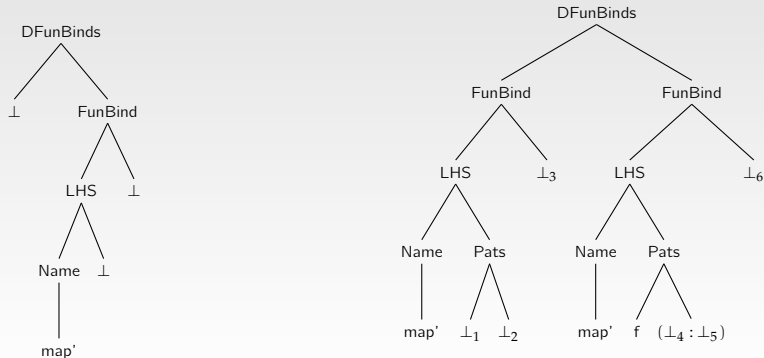 DFunBinds
⊥ FunBind
LHS ⊥
Name ⊥
map'
DFunBinds
FunBind FunBind
LHS ⊥₃ LHS ⊥₆
Name Pats Name Pats
map' ⊥₁ ⊥₂ map' f (⊥₄ : ⊥₅)